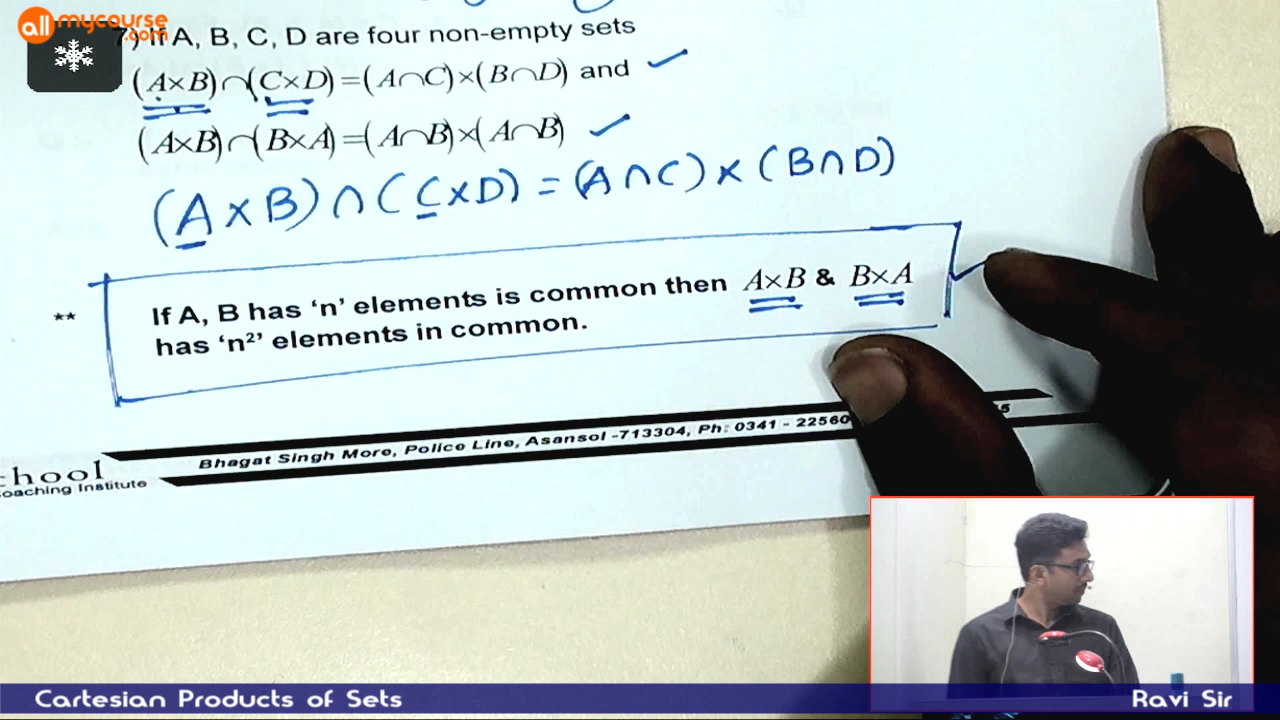 allmycourse.com
7) If A, B, C, D are four non-empty sets
(A×B)∩(C×D)=(A∩C)×(B∩D) and
(A×B)∩(B×A)=(A∩B)×(A∩B)
(A×B)∩(C×D)=(A∩C)×(B∩D)
** If A, B has ‘n’ elements is common then A×B & B×A
has ‘n²’ elements in common.
Bhagat Singh More, Police Line, Asansol -713304, Ph: 0341 - 22560
Coaching Institute
Cartesian Products of Sets
Ravi Sir